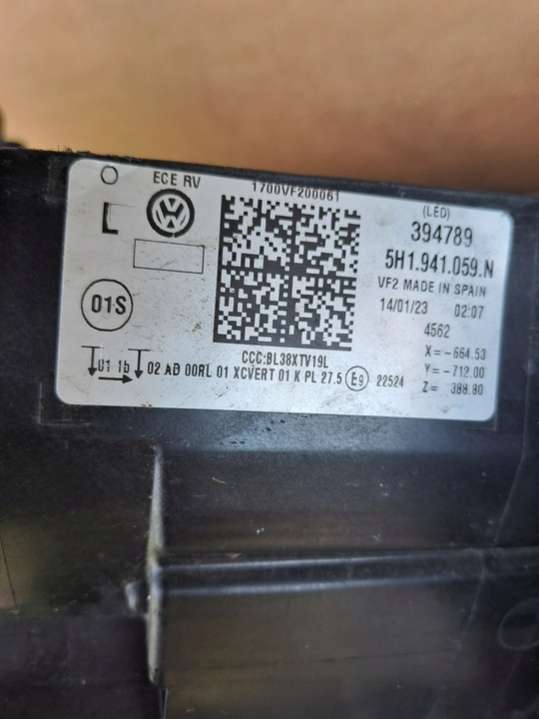 ECE RV
1700VF200061
L
(LED)
394789
5H1.941.059.N
VF2 MADE IN SPAIN
14/01/23 02:07
4562
01S
CCC:BL38XTV19L
X= -664.53
01 1b 02 AD 00RL 01 XCVERT 01 K PL 27.5 E9 22524
Y= -712.00
Z= 388.80